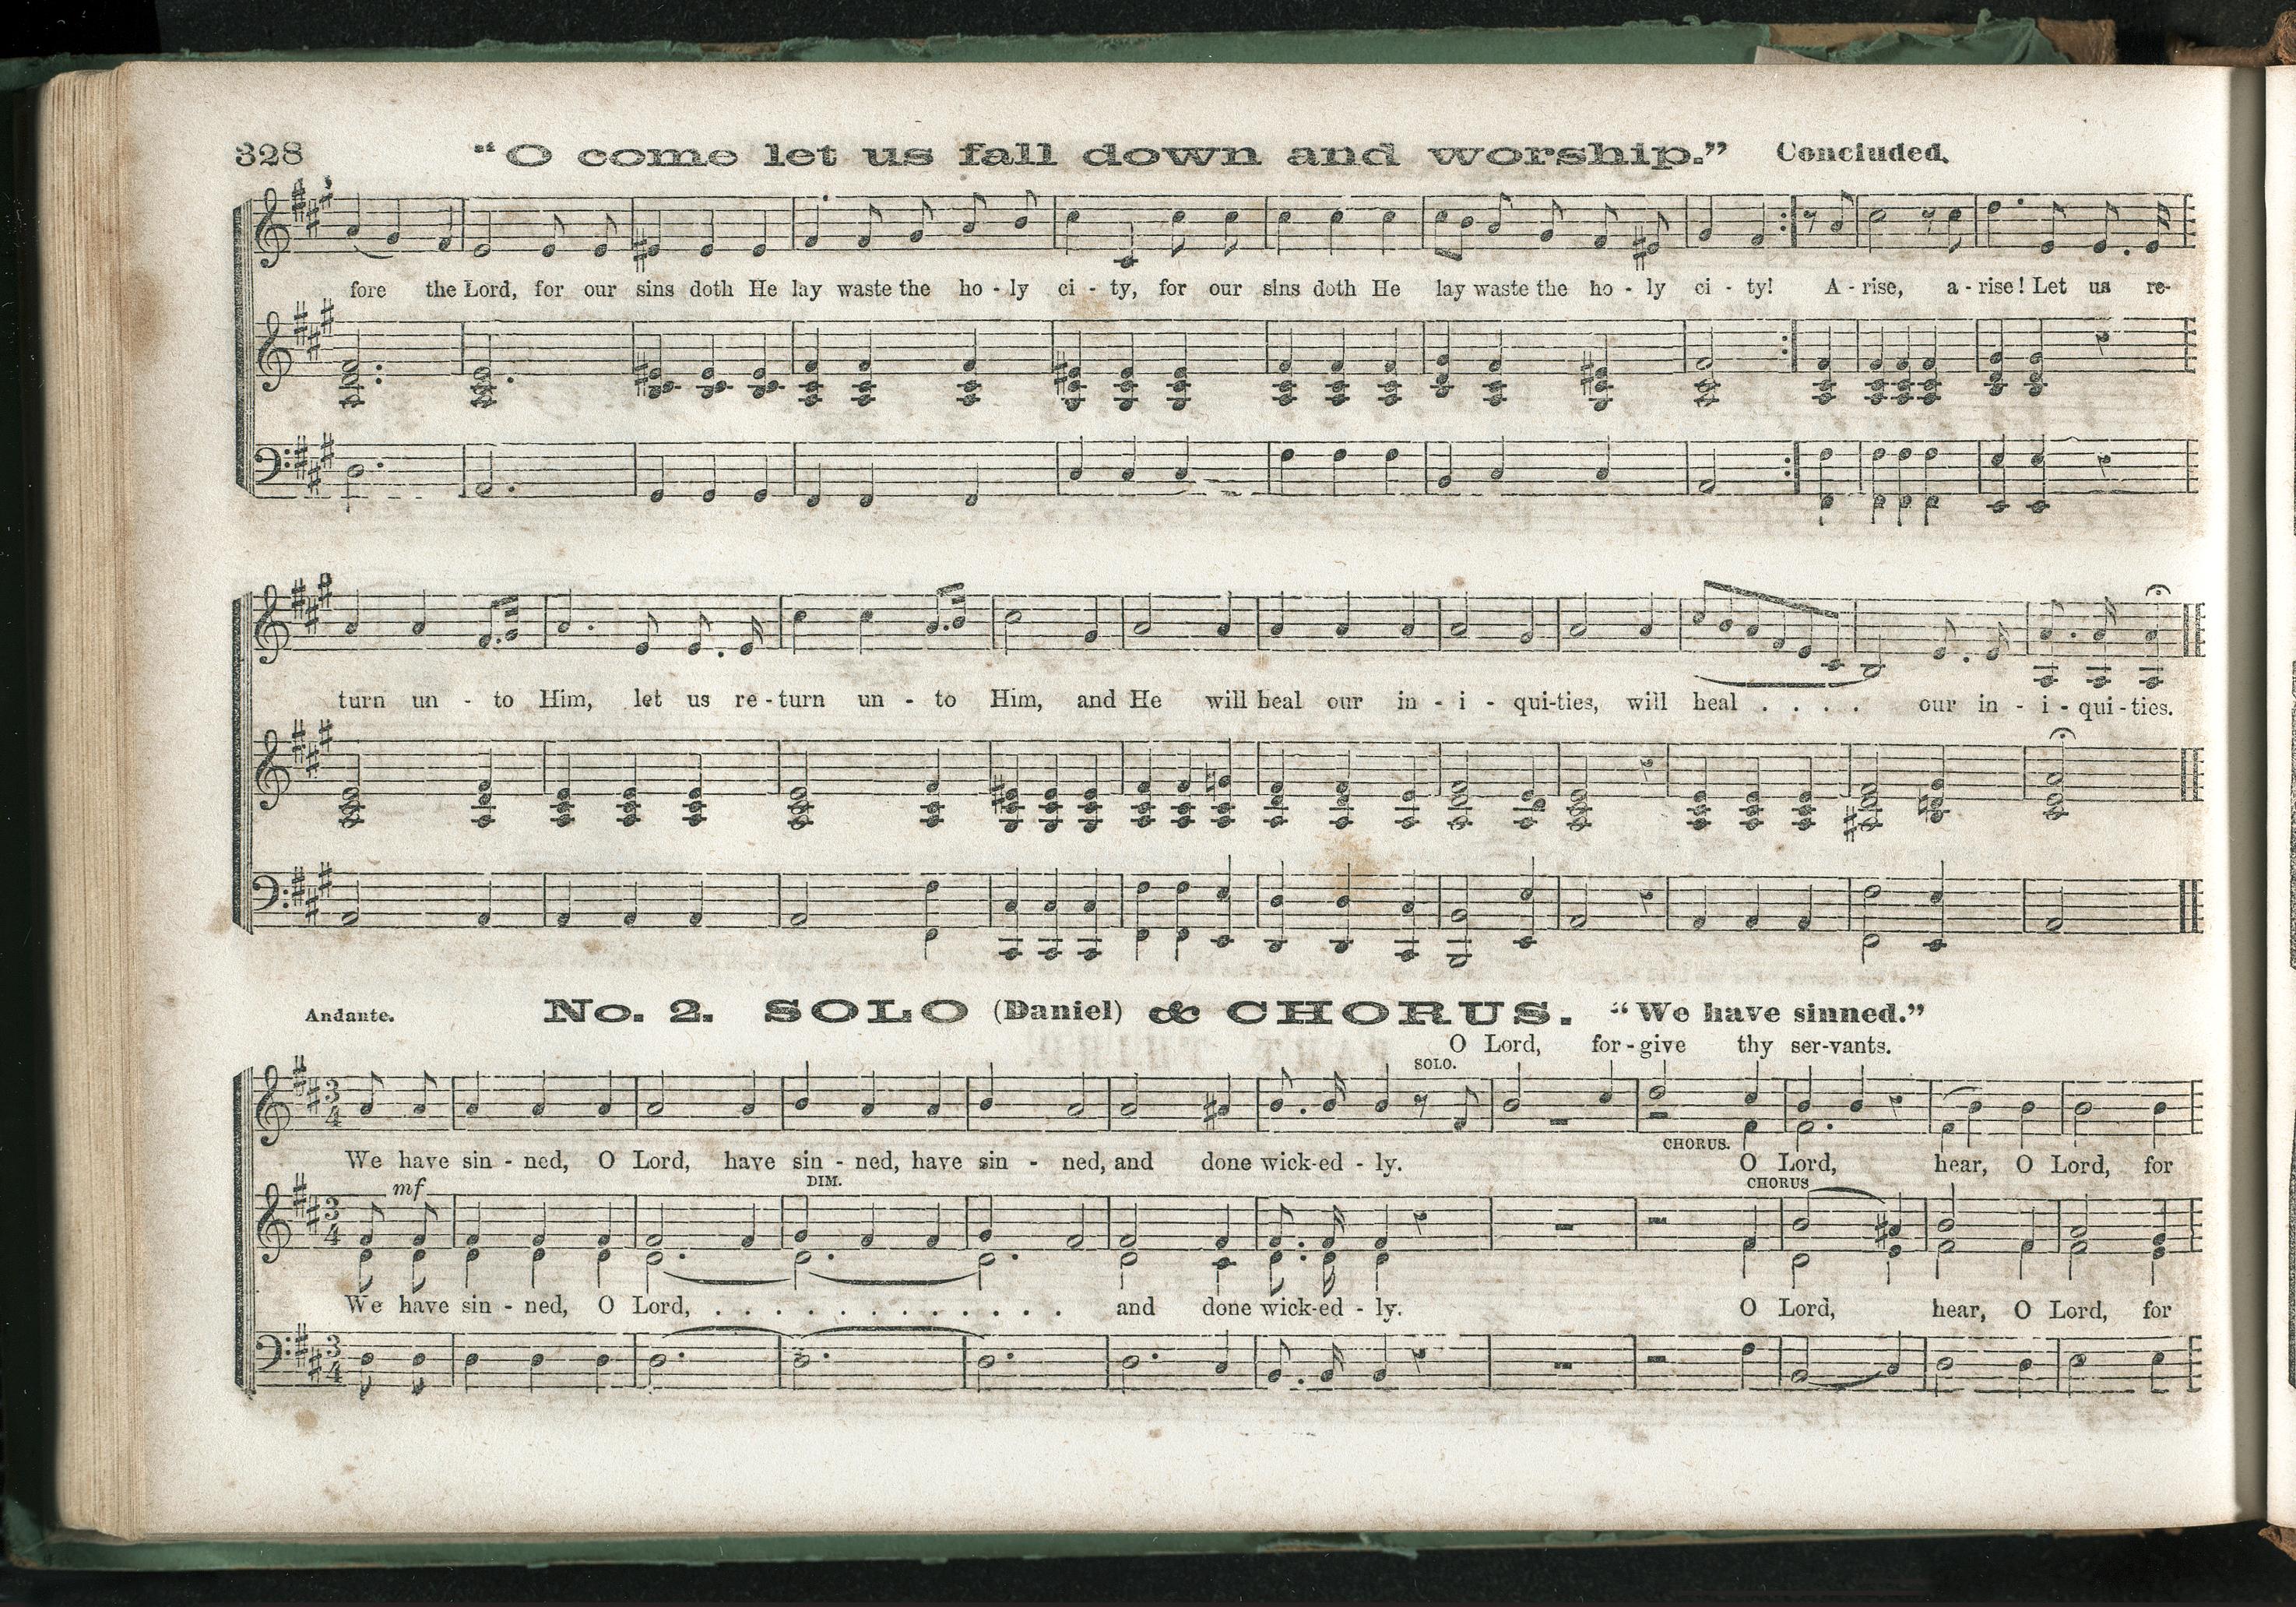 328 “O come let us fall down and worship.” Concluded.
fore the Lord, for our sins doth He lay waste the ho - ly ci - ty, for our sins doth He lay waste the ho - ly ci - ty! A - rise, a - rise! Let us re-
turn un - to Him, let us re - turn un - to Him, and He will heal our in - i - qui-ties, will heal . . . . our in - i - qui - ties.
Andante. No. 2. SOLO (Daniel) & CHORUS. “We have sinned.”
O Lord, for - give thy ser-vants.
SOLO.
3 4
CHORUS.
We have sin - ned, O Lord, have sin - ned, have sin - ned, and done wick-ed - ly. O Lord, hear, O Lord, for
mf DIM. CHORUS
3 4
We have sin - ned, O Lord, . . . . . . . . . . . . and done wick-ed - ly. O Lord, hear, O Lord, for
3 4